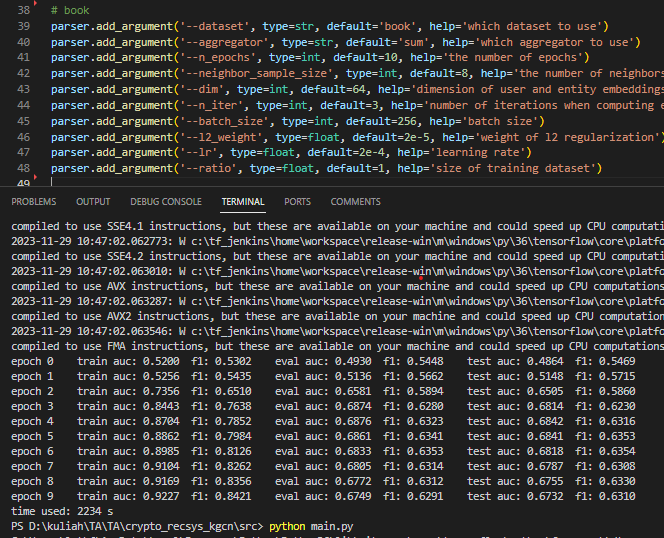 38 # book
39 parser.add_argument('--dataset', type=str, default='book', help='which dataset to use')
40 parser.add_argument('--aggregator', type=str, default='sum', help='which aggregator to use')
41 parser.add_argument('--n_epochs', type=int, default=10, help='the number of epochs')
42 parser.add_argument('--neighbor_sample_size', type=int, default=8, help='the number of neighbors
43 parser.add_argument('--dim', type=int, default=64, help='dimension of user and entity embeddings
44 parser.add_argument('--n_iter', type=int, default=3, help='number of iterations when computing e
45 parser.add_argument('--batch_size', type=int, default=256, help='batch size')
46 parser.add_argument('--l2_weight', type=float, default=2e-5, help='weight of l2 regularization')
47 parser.add_argument('--lr', type=float, default=2e-4, help='learning rate')
48 parser.add_argument('--ratio', type=float, default=1, help='size of training dataset')
49
PROBLEMS OUTPUT DEBUG CONSOLE TERMINAL PORTS COMMENTS
compiled to use SSE4.1 instructions, but these are available on your machine and could speed up CPU computati
2023-11-29 10:47:02.062773: W c:\tf_jenkins\home\workspace\release-win\m\windows\py\36\tensorflow\core\platfo
compiled to use SSE4.2 instructions, but these are available on your machine and could speed up CPU computati
2023-11-29 10:47:02.063010: W c:\tf_jenkins\home\workspace\release-win\m\windows\py\36\tensorflow\core\platfo
compiled to use AVX instructions, but these are available on your machine and could speed up CPU computations
2023-11-29 10:47:02.063287: W c:\tf_jenkins\home\workspace\release-win\m\windows\py\36\tensorflow\core\platfo
compiled to use AVX2 instructions, but these are available on your machine and could speed up CPU computation
2023-11-29 10:47:02.063546: W c:\tf_jenkins\home\workspace\release-win\m\windows\py\36\tensorflow\core\platfo
compiled to use FMA instructions, but these are available on your machine and could speed up CPU computations
epoch 0 train auc: 0.5200 f1: 0.5302 eval auc: 0.4930 f1: 0.5448 test auc: 0.4864 f1: 0.5469
epoch 1 train auc: 0.5256 f1: 0.5435 eval auc: 0.5136 f1: 0.5662 test auc: 0.5148 f1: 0.5715
epoch 2 train auc: 0.7356 f1: 0.6510 eval auc: 0.6581 f1: 0.5894 test auc: 0.6505 f1: 0.5860
epoch 3 train auc: 0.8443 f1: 0.7638 eval auc: 0.6874 f1: 0.6280 test auc: 0.6814 f1: 0.6230
epoch 4 train auc: 0.8704 f1: 0.7852 eval auc: 0.6876 f1: 0.6323 test auc: 0.6842 f1: 0.6316
epoch 5 train auc: 0.8862 f1: 0.7984 eval auc: 0.6861 f1: 0.6341 test auc: 0.6841 f1: 0.6353
epoch 6 train auc: 0.8985 f1: 0.8126 eval auc: 0.6833 f1: 0.6353 test auc: 0.6818 f1: 0.6354
epoch 7 train auc: 0.9104 f1: 0.8262 eval auc: 0.6805 f1: 0.6314 test auc: 0.6787 f1: 0.6308
epoch 8 train auc: 0.9169 f1: 0.8356 eval auc: 0.6772 f1: 0.6312 test auc: 0.6755 f1: 0.6330
epoch 9 train auc: 0.9227 f1: 0.8421 eval auc: 0.6749 f1: 0.6291 test auc: 0.6732 f1: 0.6310
time used: 2234 s
PS D:\kuliah\TA\TA\crypto_recsys_kgcn\src> python main.py